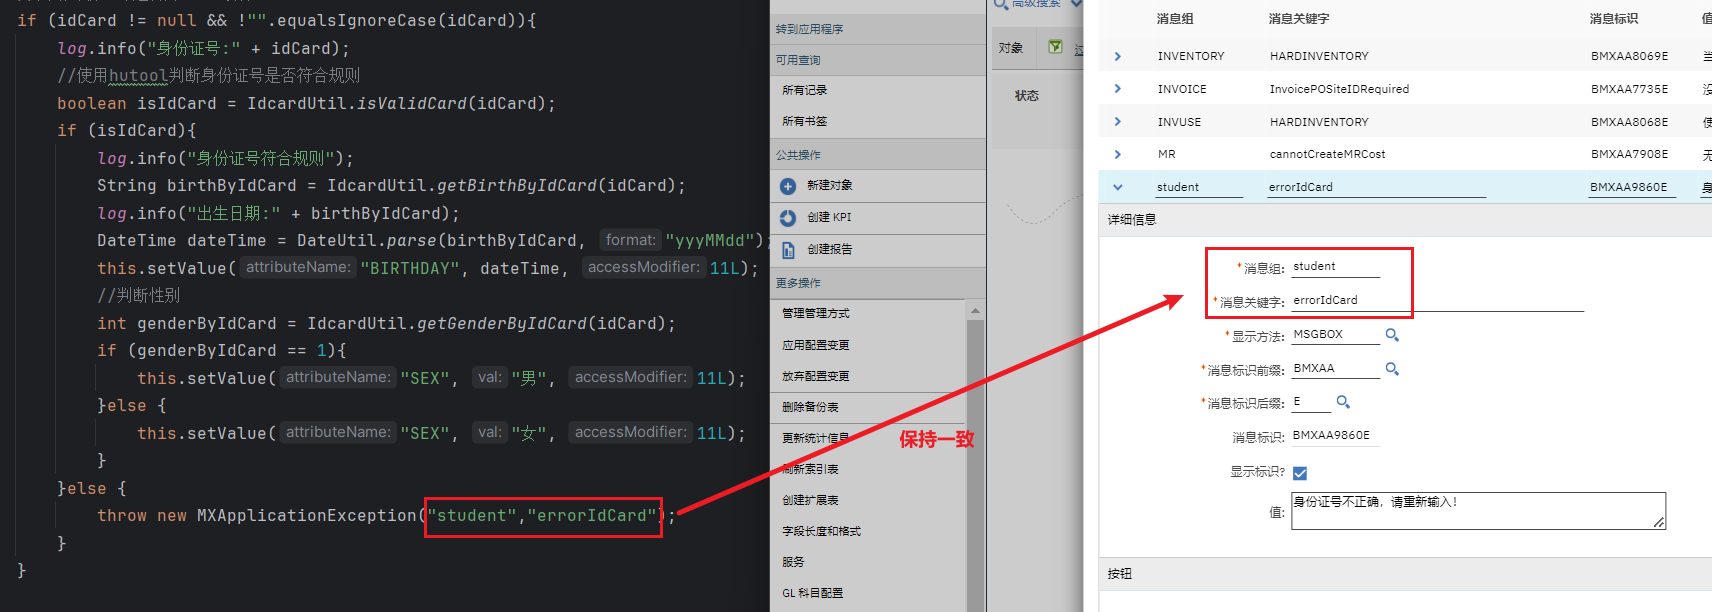 if (idCard != null && !"".equalsIgnoreCase(idCard)){
log.info("身份证号:" + idCard);
//使用hutool判断身份证号是否符合规则
boolean isIdCard = IdcardUtil.isValidCard(idCard);
if (isIdCard){
log.info("身份证号符合规则");
String birthByIdCard = IdcardUtil.getBirthByIdCard(idCard);
log.info("出生日期:" + birthByIdCard);
DateTime dateTime = DateUtil.parse(birthByIdCard, format: "yyyMMdd");
this.setValue( attributeName: "BIRTHDAY", dateTime, accessModifier: 11L);
//判断性别
int genderByIdCard = IdcardUtil.getGenderByIdCard(idCard);
if (genderByIdCard == 1){
this.setValue( attributeName: "SEX", val: "男", accessModifier: 11L);
}else {
this.setValue( attributeName: "SEX", val: "女", accessModifier: 11L);
}
}else {
throw new MXApplicationException("student","errorIdCard");
}
}
转到应用程序
可用查询
所有记录
所有书签
公共操作
新建对象
创建 KPI
创建报告
更多操作
管理管理方式
应用配置变更
放弃配置变更
删除备份表
更新统计信息
刷新索引表
创建扩展表
字段长度和格式
服务
GL 科目配置
保持一致
高级搜索
对象
状态
消息组 消息关键字 消息标识 值
INVENTORY HARDINVENTORY BMXAA8069E 当
INVOICE InvoicePOSiteIDRequired BMXAA7735E 没
INVUSE HARDINVENTORY BMXAA8068E 使
MR cannotCreateMRCost BMXAA7908E 无
student errorIdCard BMXAA9860E 身
详细信息
*消息组: student
*消息关键字: errorIdCard
*显示方法: MSGBOX
*消息标识前缀: BMXAA
*消息标识后缀: E
消息标识: BMXAA9860E
显示标识?
值: 身份证号不正确，请重新输入！
按钮